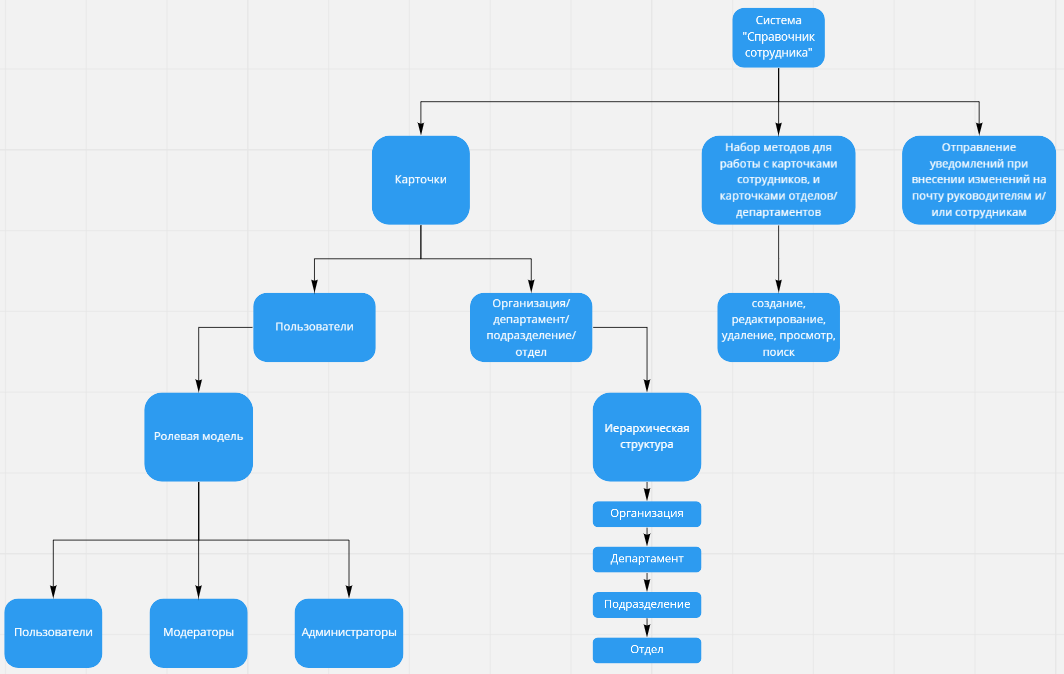 Система
"Справочник
сотрудника"
Карточки
Набор методов для
работы с карточками
сотрудников, и
карточками отделов/
департаментов
Отправление
уведомлений при
внесении изменений на
почту руководителям и/
или сотрудникам
Пользователи
Организация/
департамент/
подразделение/
отдел
создание,
редактирование,
удаление, просмотр,
поиск
Ролевая модель
Иерархическая
структура
Организация
Департамент
Подразделение
Отдел
Пользователи
Модераторы
Администраторы